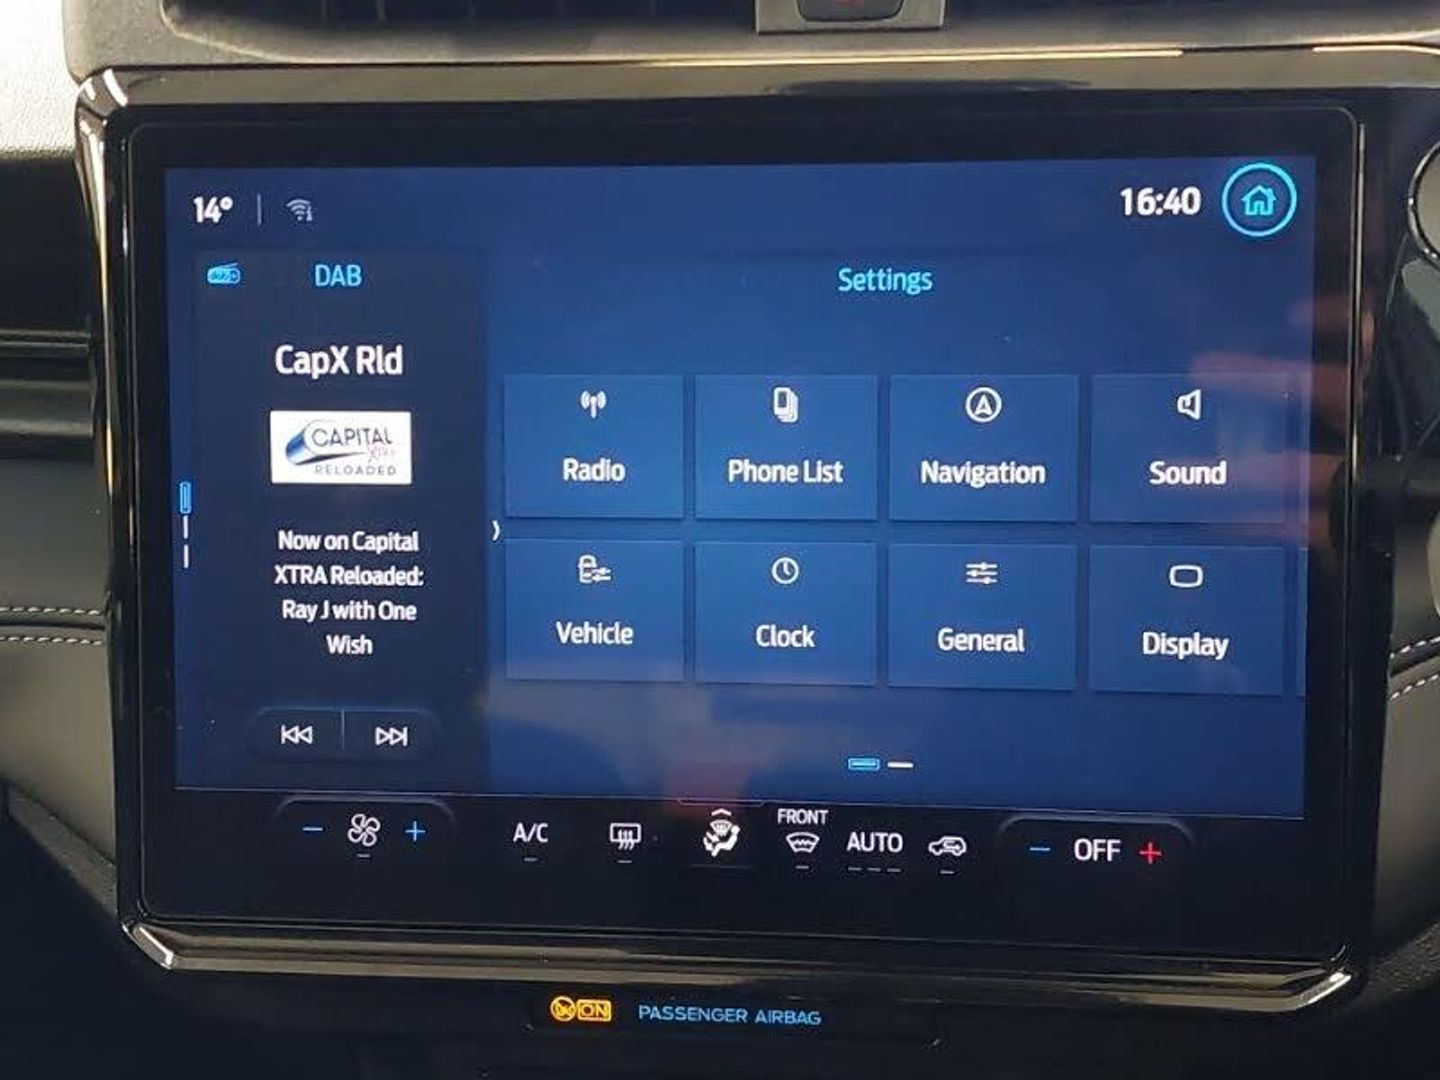 14°
16:40
DAB
Settings
CapX Rld
CAPITAL
XTRA
RELOADED
Now on Capital
XTRA Reloaded:
Ray J with One
Wish
Radio
Phone List
Navigation
Sound
Vehicle
Clock
General
Display
A/C
FRONT
AUTO
OFF
ON
PASSENGER AIRBAG